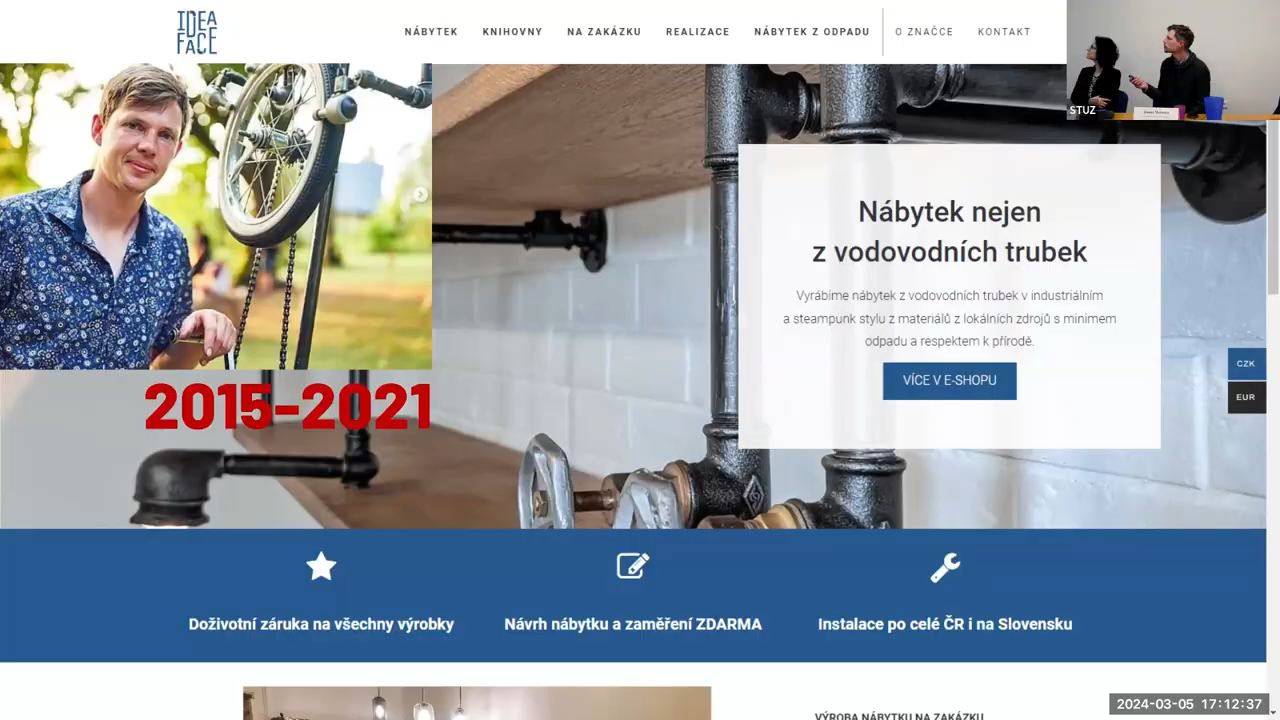 IDEA
FACE
NÁBYTEK
KNIHOVNY
NA ZAKÁZKU
REALIZACE
NÁBYTEK Z ODPADU
O ZNAČCE
KONTAKT
STUZ
Nábytek nejen
z vodovodních trubek
Vyrábíme nábytek z vodovodních trubek v industriálním
a steampunk stylu z materiálů z lokálních zdrojů s minimem
odpadu a respektem k přírodě.
VÍCE V E-SHOPU
CZK
EUR
2015-2021
Doživotní záruka na všechny výrobky
Návrh nábytku a zaměření ZDARMA
Instalace po celé ČR i na Slovensku
2024-03-05 17:12:37
VÝROBA NÁBYTKU NA ZAKÁZKU